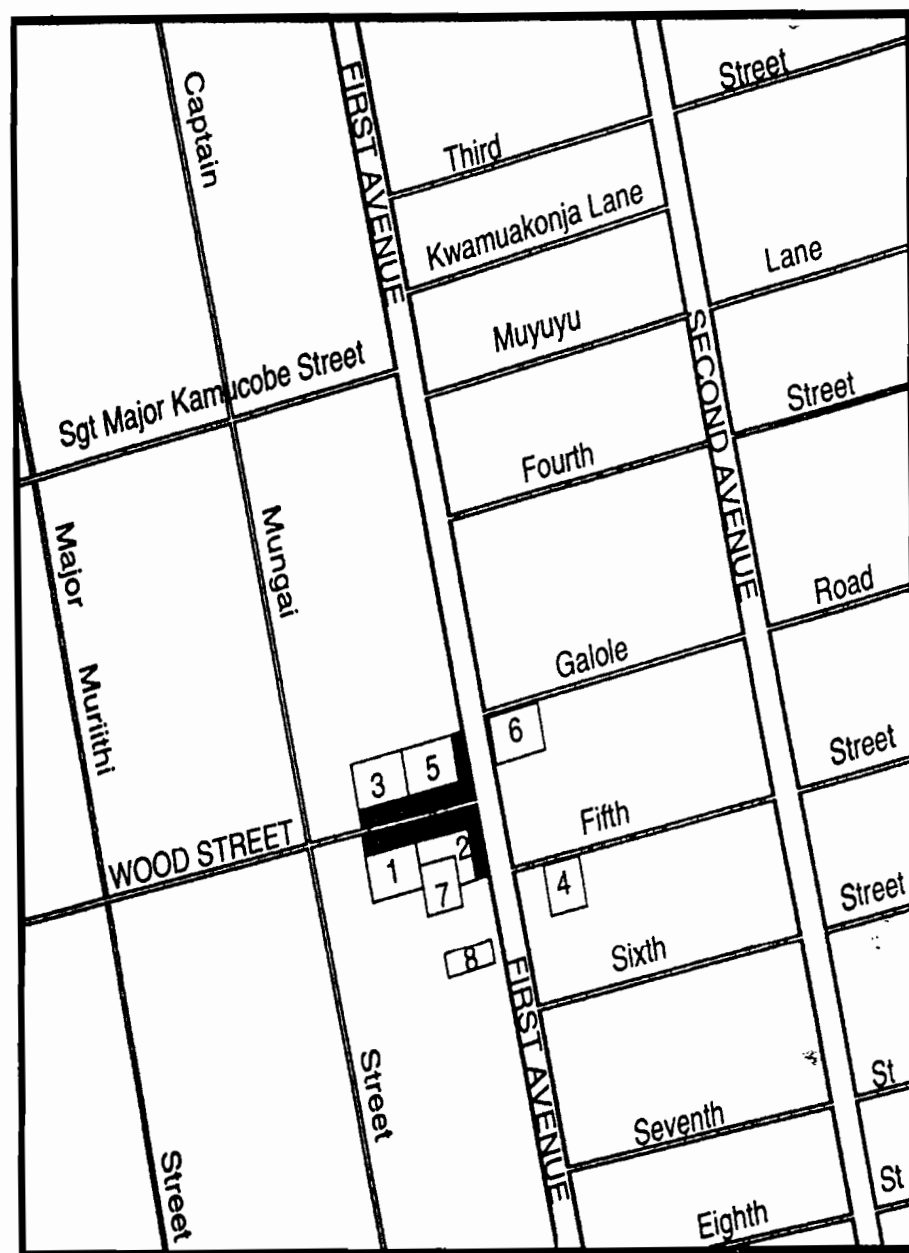 Captain
FIRST AVENUE
Street
Third
Kwamuakonja Lane
Lane
Muyuyu
SECOND AVENUE
Sgt Major Kamucobe Street
Street
Fourth
Major
Mungai
Road
Galole
Muriithi
6
Street
3
5
Fifth
WOOD STREET
2
1
4
7
Street
Sixth
8
FIRST AVENUE
Street
St
Seventh
Street
St
Eighth